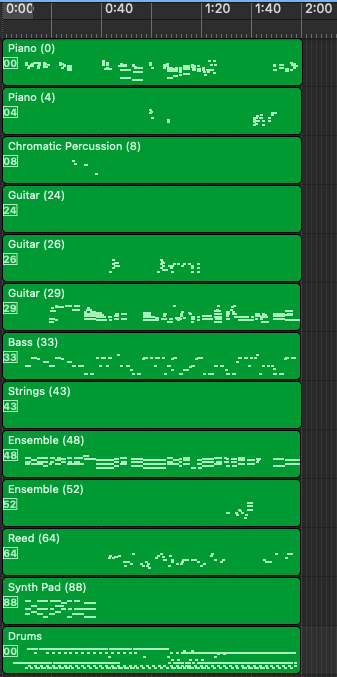 0:00 0:40 1:20 1:40 2:00
Piano (0)
00
Piano (4)
04
Chromatic Percussion (8)
08
Guitar (24)
24
Guitar (26)
26
Guitar (29)
29
Bass (33)
33
Strings (43)
43
Ensemble (48)
48
Ensemble (52)
52
Reed (64)
64
Synth Pad (88)
88
Drums
00